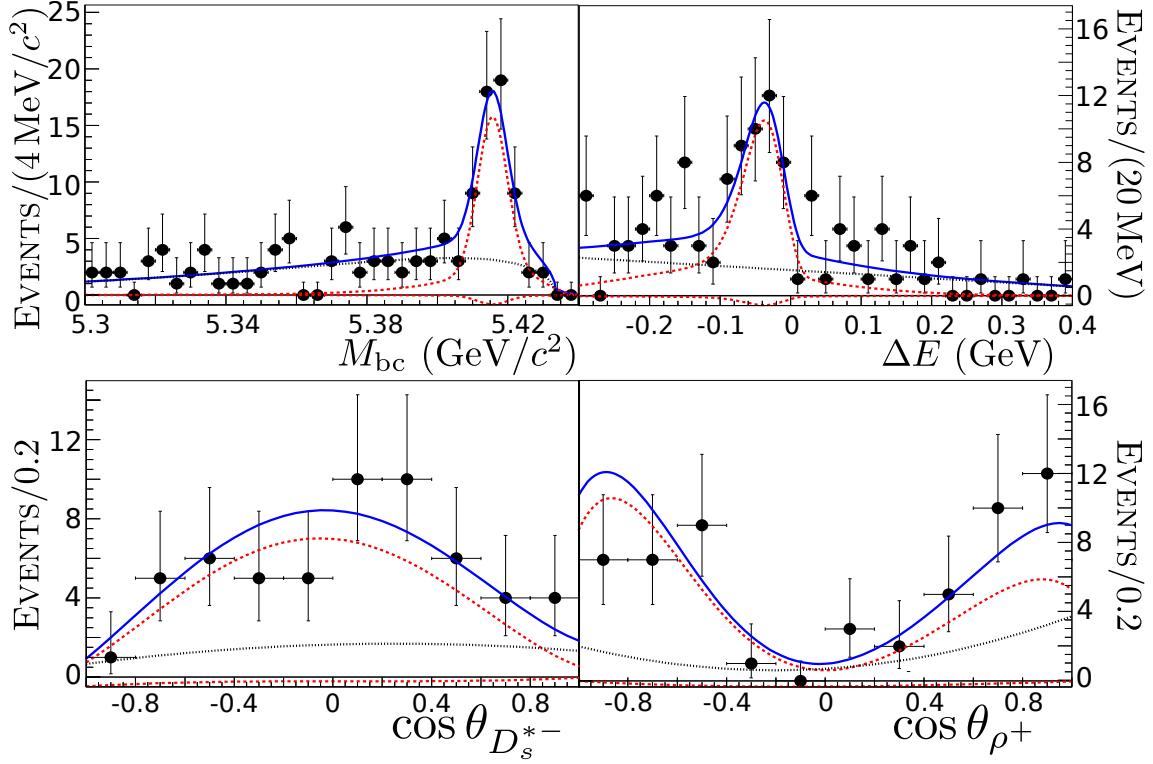 EVENTS/(4 MeV/c²)
25
20
15
10
5
0
5.3 5.34 5.38 5.42
M_bc (GeV/c²)
16
12
8
4
0
EVENTS/(20 MeV)
-0.2 -0.1 0 0.1 0.2 0.3 0.4
ΔE (GeV)
EVENTS/0.2
12
8
4
0
-0.8 -0.4 0 0.4 0.8
cos θ_{D_s^{*-}}
16
12
8
4
0
EVENTS/0.2
-0.8 -0.4 0 0.4 0.8
cos θ_{ρ⁺}